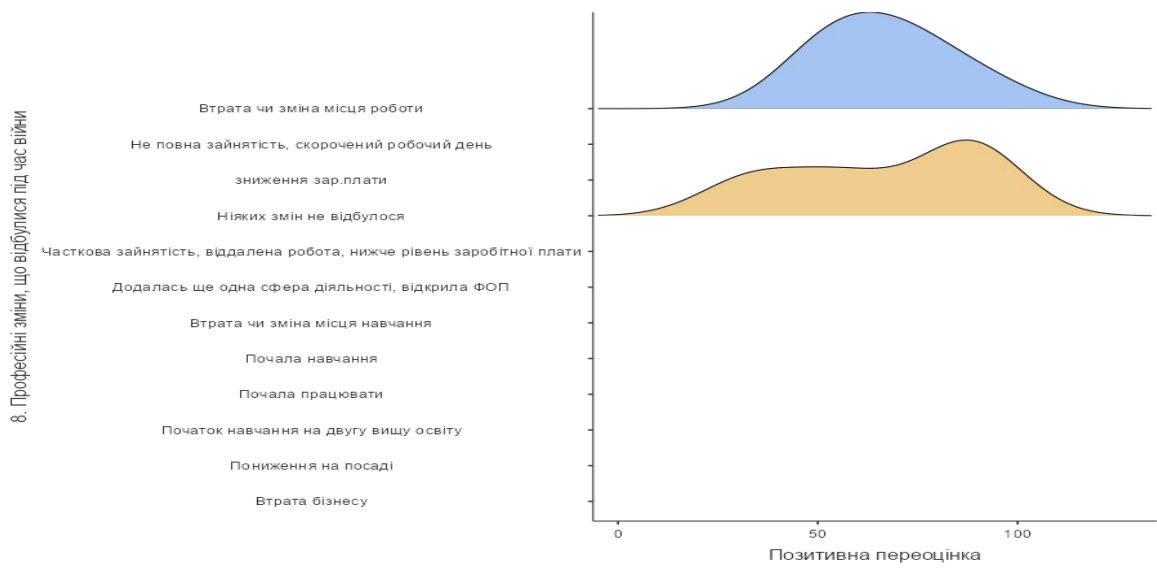 8. Професійні зміни, що відбулися під час війни
Втрата чи зміна місця роботи
Не повна зайнятість, скорочений робочий день
зниження зар.плати
Ніяких змін не відбулося
Часткова зайнятість, віддалена робота, нижче рівень заробітної плати
Додалась ще одна сфера діяльності, відкрила ФОП
Втрата чи зміна місця навчання
Почала навчання
Почала працювати
Початок навчання на двугу вищу освіту
Пониження на посаді
Втрата бізнесу
0 50 100
Позитивна переоцінка